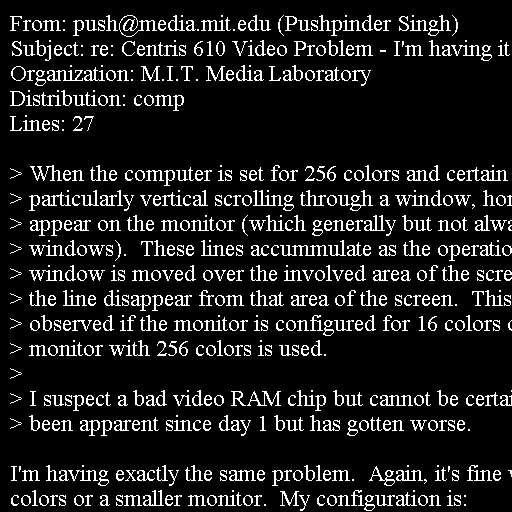 From: push@media.mit.edu (Pushpinder Singh)
Subject: re: Centris 610 Video Problem - I'm having it
Organization: M.I.T. Media Laboratory
Distribution: comp
Lines: 27

> When the computer is set for 256 colors and certain
> particularly vertical scrolling through a window,
> appear on the monitor (which generally but not
> windows).  These lines accummulate as the
> window is moved over the involved area of the
> the line disappear from that area of the screen.  This
> observed if the monitor is configured for 16 colors
> monitor with 256 colors is used.
>
> I suspect a bad video RAM chip but cannot be
> been apparent since day 1 but has gotten worse.

I'm having exactly the same problem.  Again, it's fine
colors or a smaller monitor.  My configuration is: